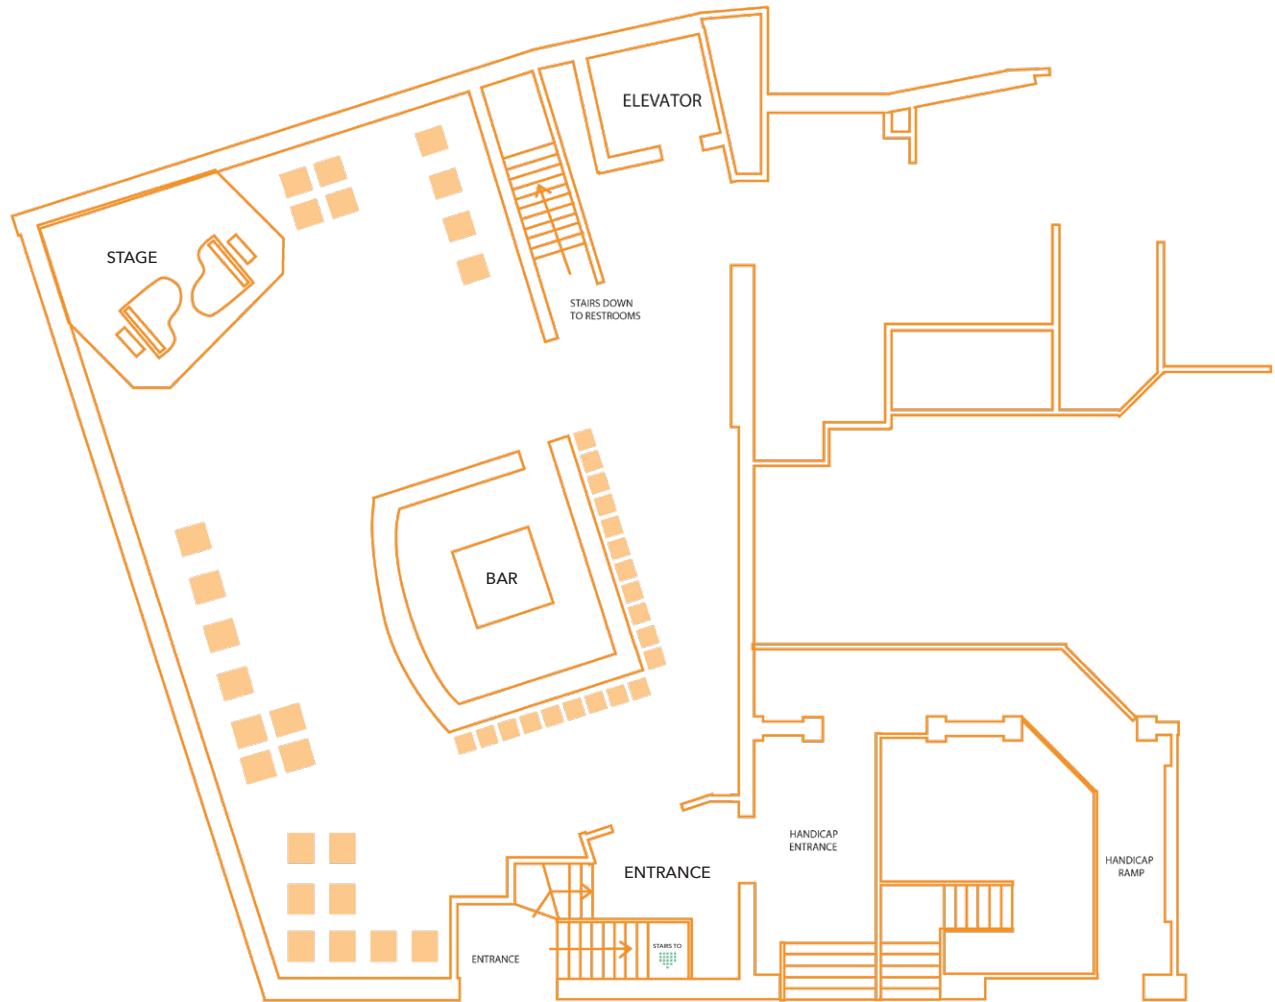 ELEVATOR
STAGE
STAIRS DOWN
TO RESTROOMS
BAR
HANDICAP
ENTRANCE
HANDICAP
RAMP
ENTRANCE
STAIRS TO
ENTRANCE